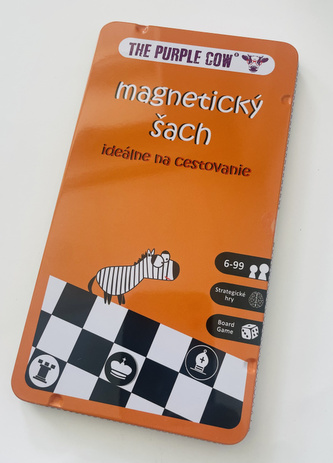 THE PURPLE COW®
magnetický
šach
ideálne na cestovanie
6-99
Strategické
hry
Board
Game